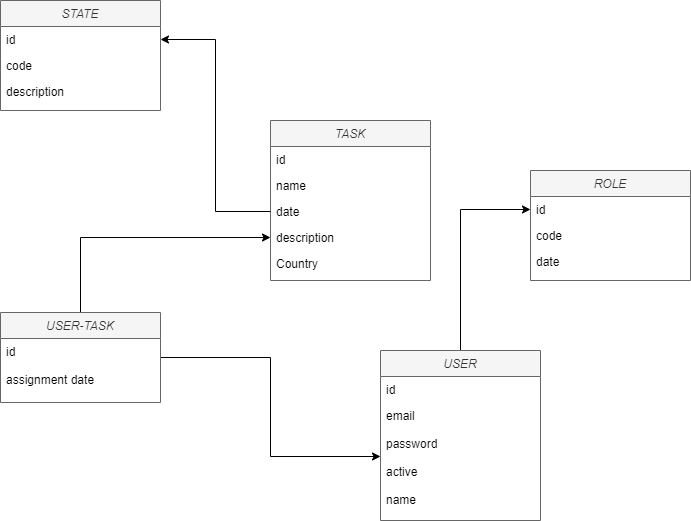 STATE
id
code
description
TASK
id
name
date
description
Country
ROLE
id
code
date
USER-TASK
id
assignment date
USER
id
email
password
active
name